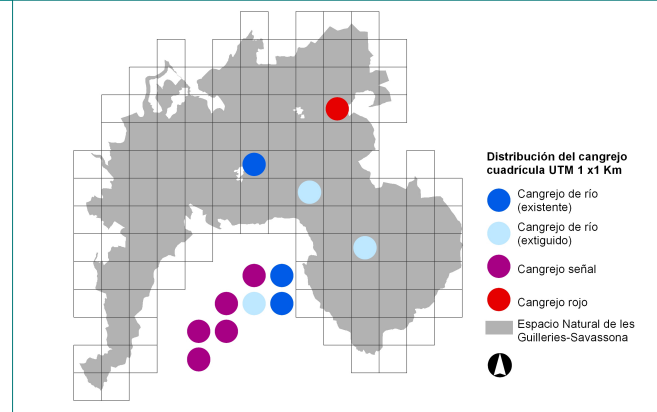 Distribución del cangrejo
cuadrícula UTM 1 x1 Km
Cangrejo de río
(existente)
Cangrejo de río
(extiguido)
Cangrejo señal
Cangrejo rojo
Espacio Natural de les
Guilleries-Savassona